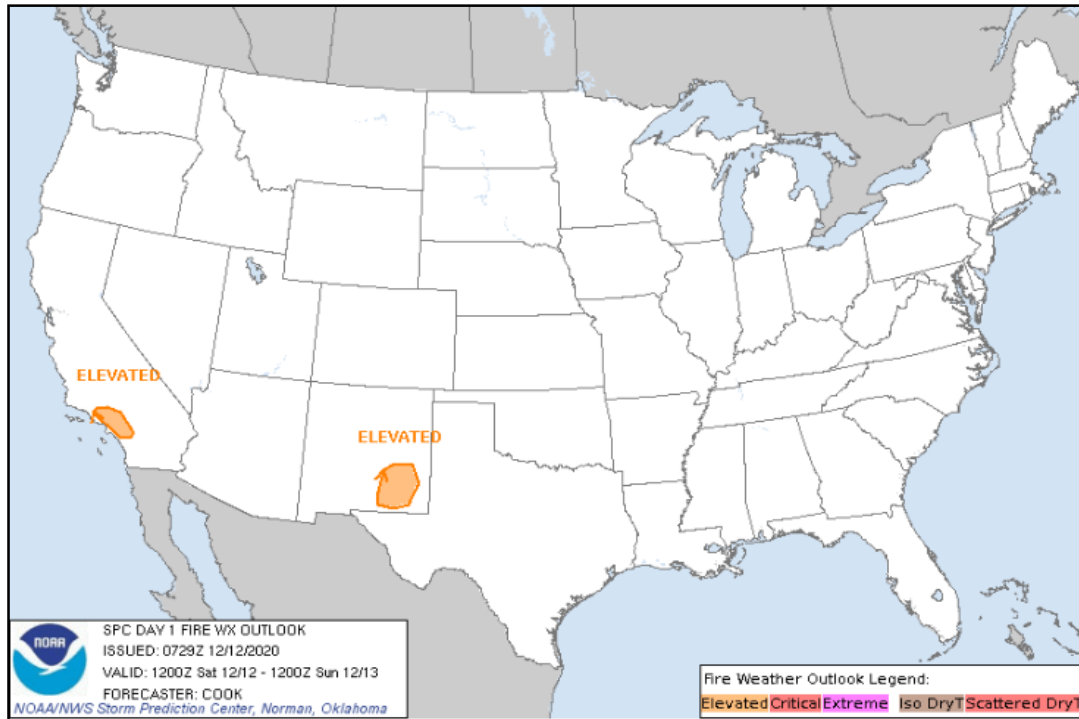 ELEVATED
ELEVATED
NOAA
SPC DAY 1 FIRE WX OUTLOOK
ISSUED: 0729Z 12/12/2020
VALID: 1200Z Sat 12/12 - 1200Z Sun 12/13
FORECASTER: COOK
NOAA/NWS Storm Prediction Center, Norman, Oklahoma
Fire Weather Outlook Legend:
Elevated Critical Extreme Iso DryT Scattered DryT